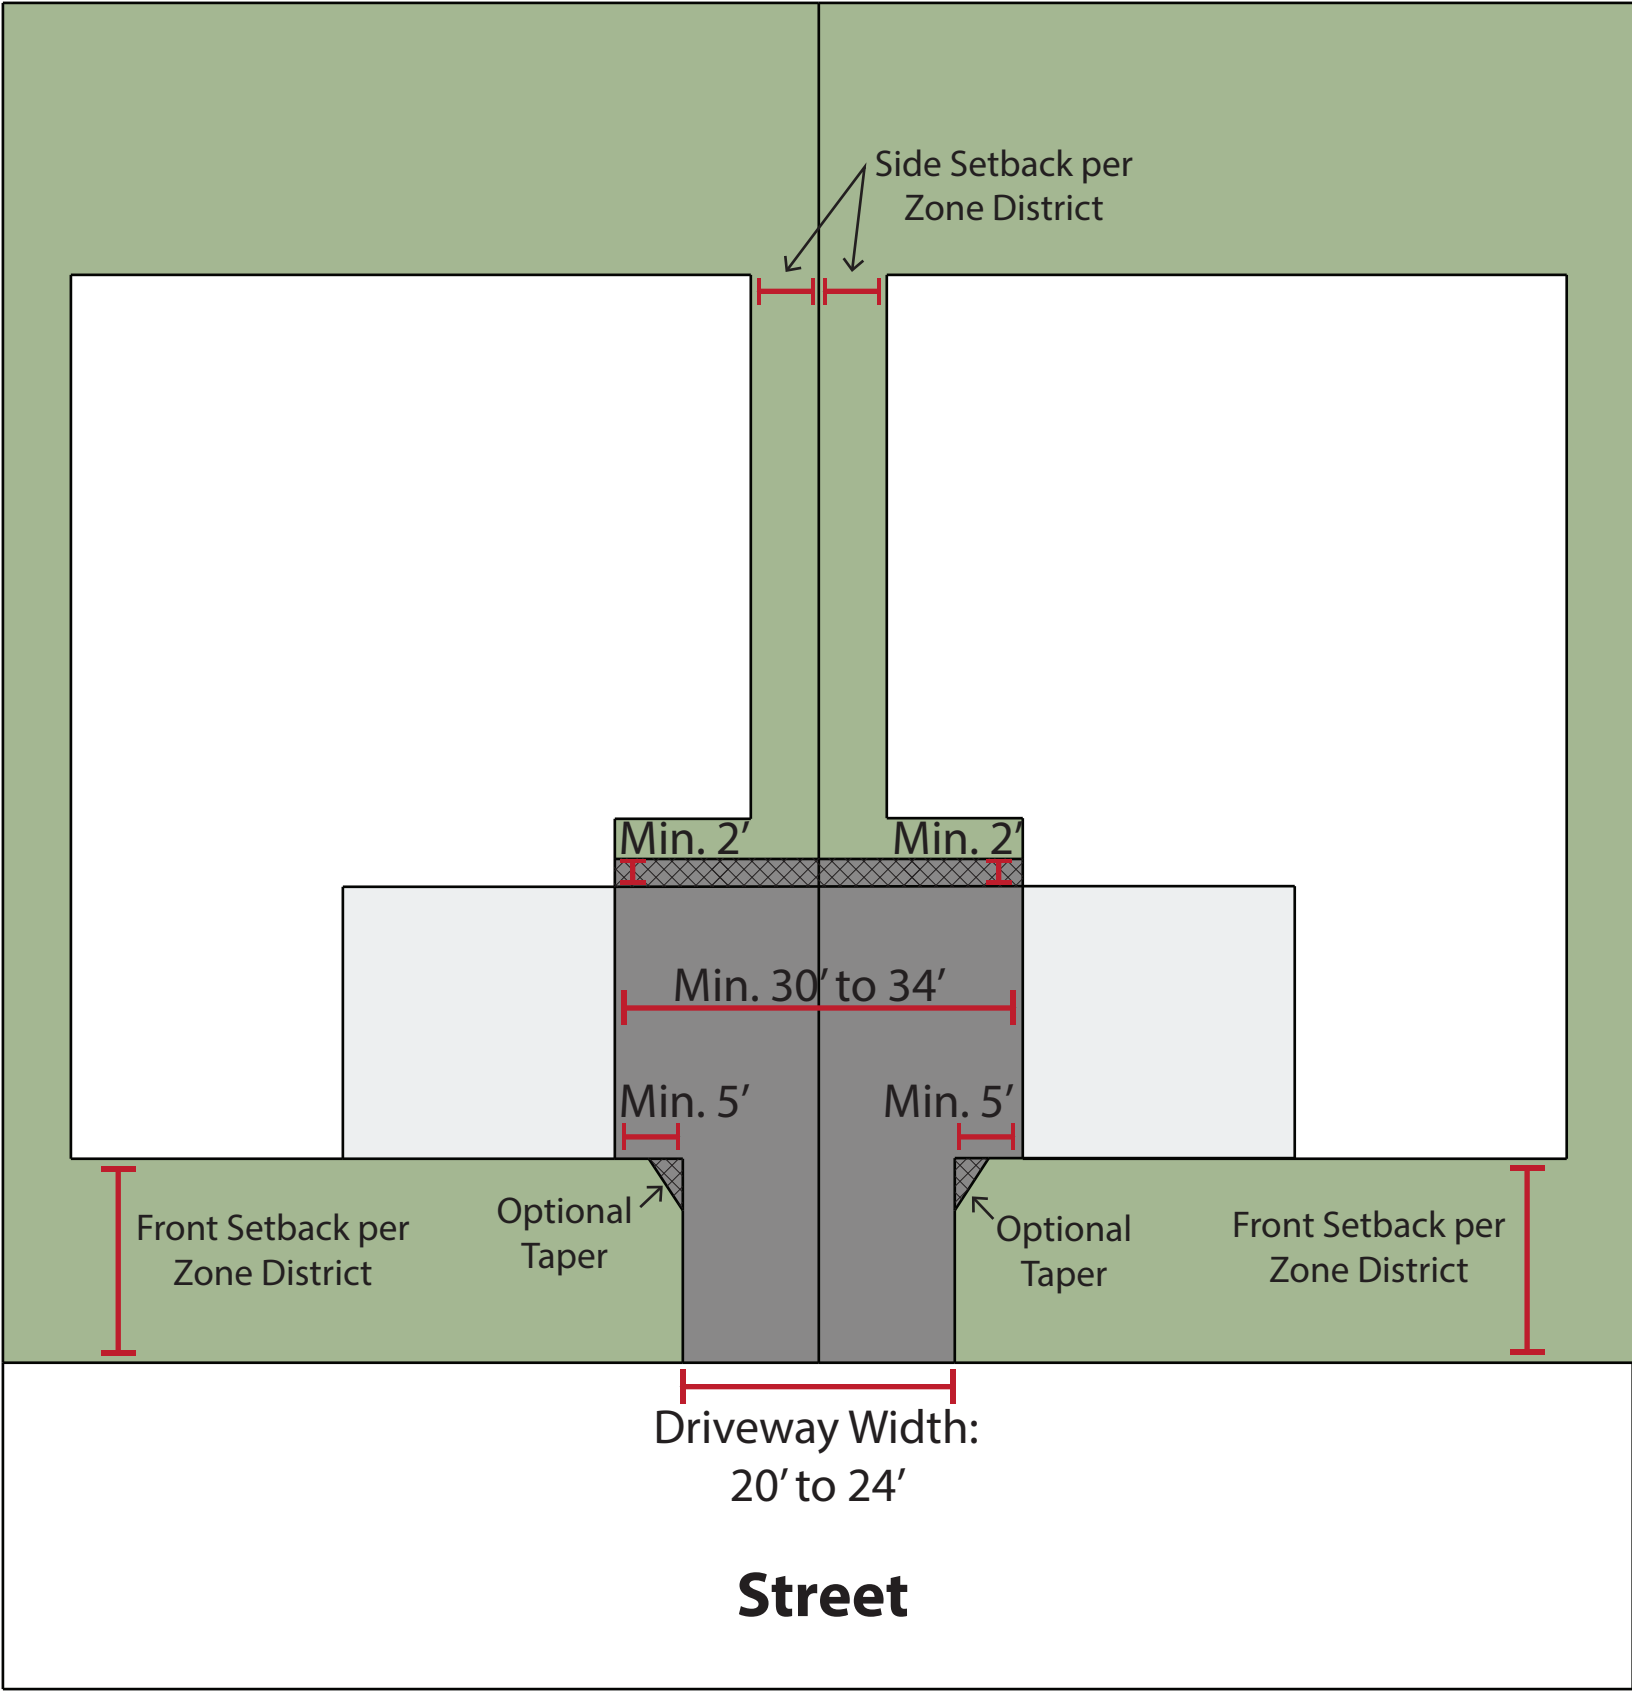 Side Setback per
Zone District
Min. 2’
Min. 2’
Min. 30’ to 34’
Min. 5’
Min. 5’
Front Setback per
Zone District
Optional
Taper
Optional
Taper
Front Setback per
Zone District
Driveway Width:
20’ to 24’
Street